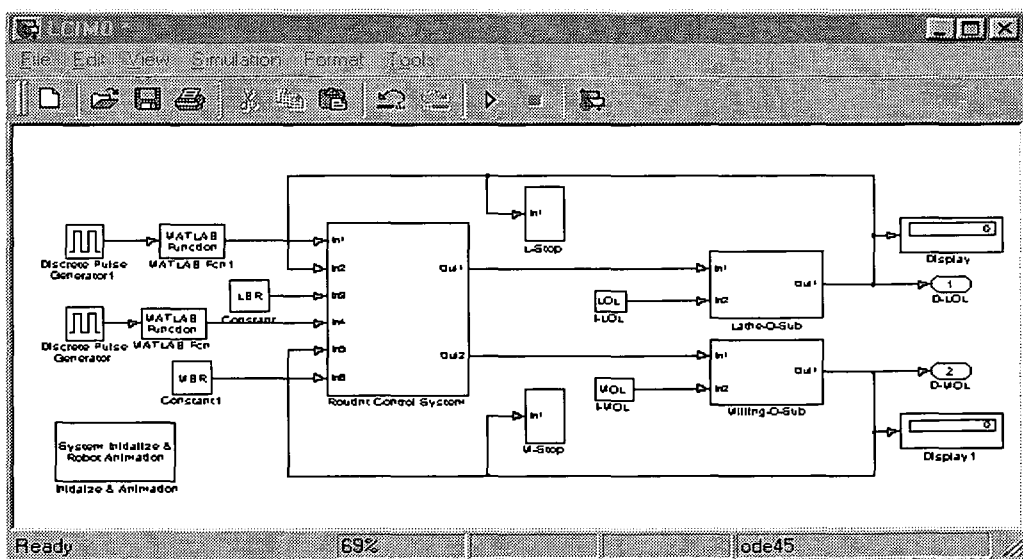 LCIMO
File Edit View Simulation Format Tools
Discrete Pulse
Generator1
MATLAB
Function
MATLAB Fcn1
LBR
Constant
Discrete Pulse
Generator
MATLAB
Function
MATLAB Fcn
MBR
Constant1
System Initialize &
Robot Animation
Initialize & Animation
In1
In2
In3
In4
In5
In6
Out1
Out2
Control System
In1
L-Stop
LOL
I-LOL
In1
In2
Out1
Lathe-O-Sub
0
Display
1
D-LOL
In1
M-Stop
MOL
I-MOL
In1
In2
Out1
Milling-O-Sub
2
D-MOL
0
Display1
Ready 69% ode45